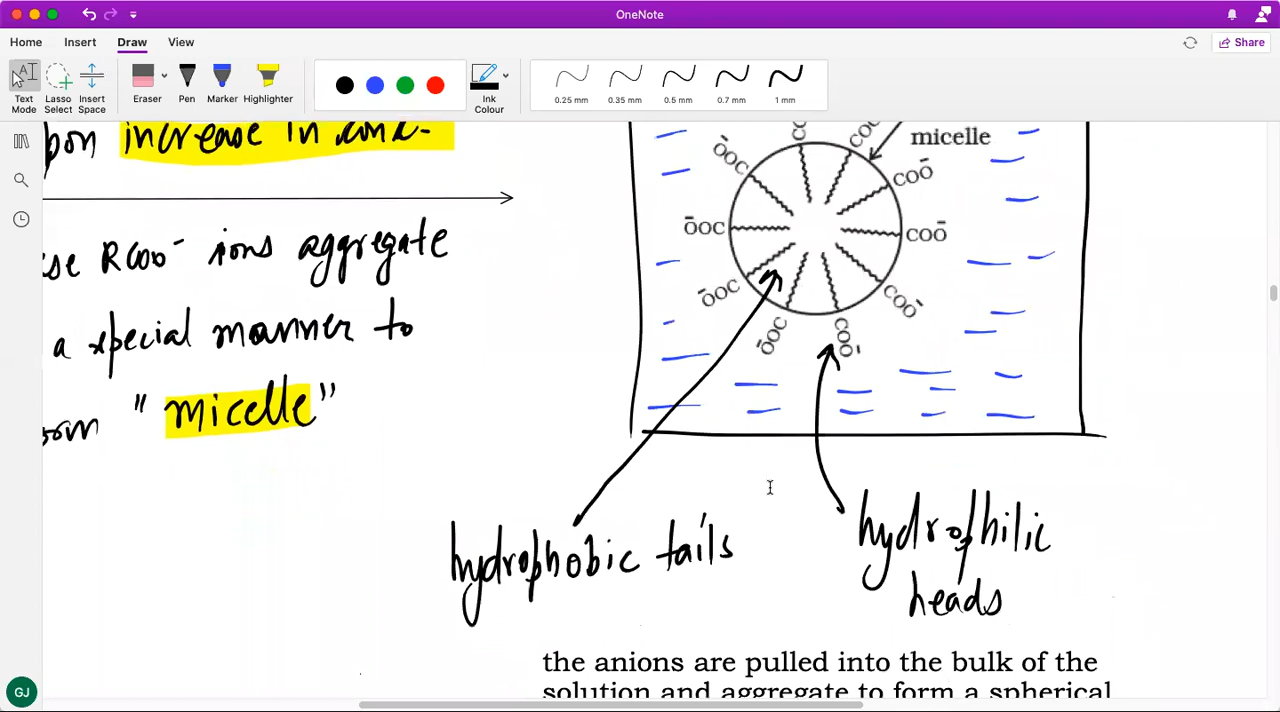 OneNote
Home Insert Draw View
Share
Text Mode
Lasso Select
Insert Space
Eraser
Pen
Marker
Highlighter
Ink Colour
0.25 mm
0.35 mm
0.5 mm
0.7 mm
1 mm
increase in conc.
RCOO⁻ ions aggregate
a special manner to
"micelle"
micelle
ŌOC
COŌ
ŌOC
COŌ
ŌOC
COO⁻
ŌOC
COO⁻
hydrophobic tails
hydrophilic
heads
the anions are pulled into the bulk of the
solution and aggregate to form a spherical
GJ